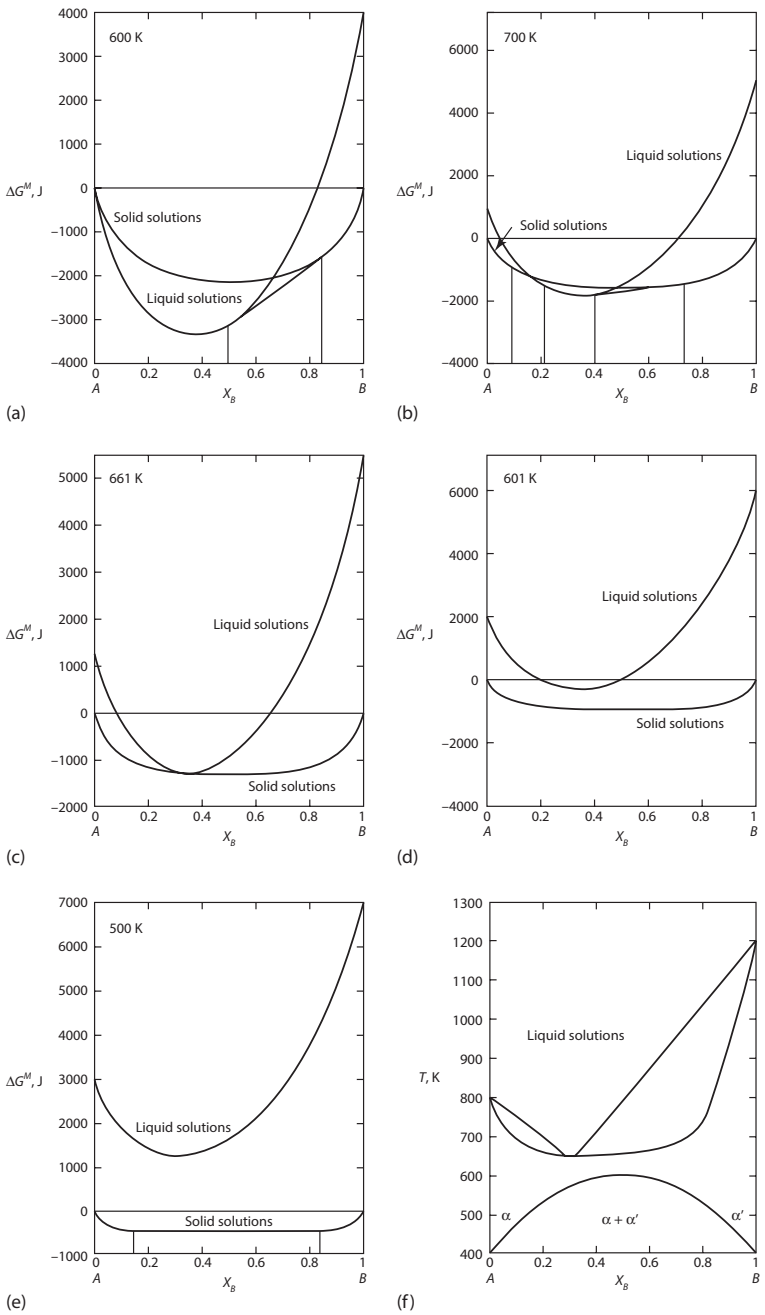 4000
600 K
3000
2000
1000
ΔG^M, J
0
Solid solutions
−1000
−2000
Liquid solutions
−3000
−4000
0 0.2 0.4 0.6 0.8 1
A X_B B
(a)
700 K
6000
4000
Liquid solutions
2000
ΔG^M, J
Solid solutions
0
−2000
−4000
0 0.2 0.4 0.6 0.8 1
A X_B B
(b)
661 K
5000
4000
3000
2000
Liquid solutions
ΔG^M, J
1000
0
−1000
Solid solutions
−2000
0 0.2 0.4 0.6 0.8 1
A X_B B
(c)
601 K
6000
4000
Liquid solutions
2000
ΔG^M, J
0
Solid solutions
−2000
−4000
0 0.2 0.4 0.6 0.8 1
A X_B B
(d)
7000
500 K
6000
5000
4000
ΔG^M, J
3000
2000
Liquid solutions
1000
0
Solid solutions
−1000
0 0.2 0.4 0.6 0.8 1
A X_B B
(e)
1300
1200
1100
1000
Liquid solutions
900
T, K
800
700
600
500
α α + α′ α′
400
0 0.2 0.4 0.6 0.8 1
A X_B B
(f)